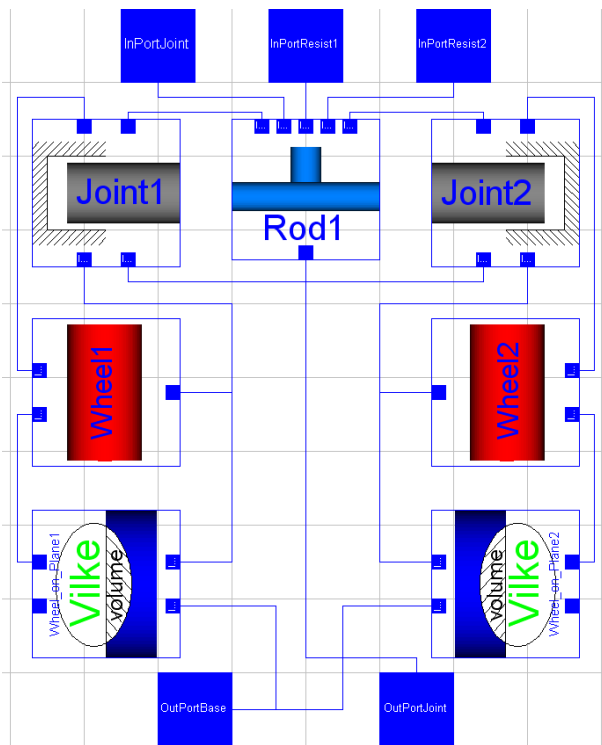 InPortJoint
InPortResist1
InPortResist2
I...
I...
I...
I...
I...
Joint1
Rod1
Joint2
I...
I...
I...
I...
Wheel1
Wheel2
I...
I...
I...
I...
Wheel_on_Plane1
Vilke
volume
volume
Vilke
Wheel_on_Plane2
I...
I...
I...
I...
I...
I...
I...
I...
OutPortBase
OutPortJoint